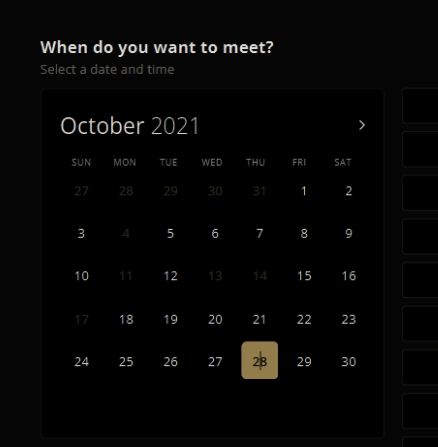 When do you want to meet?
Select a date and time
October 2021
SUN MON TUE WED THU FRI SAT
27 28 29 30 31 1 2
3 4 5 6 7 8 9
10 11 12 13 14 15 16
17 18 19 20 21 22 23
24 25 26 27 28 29 30